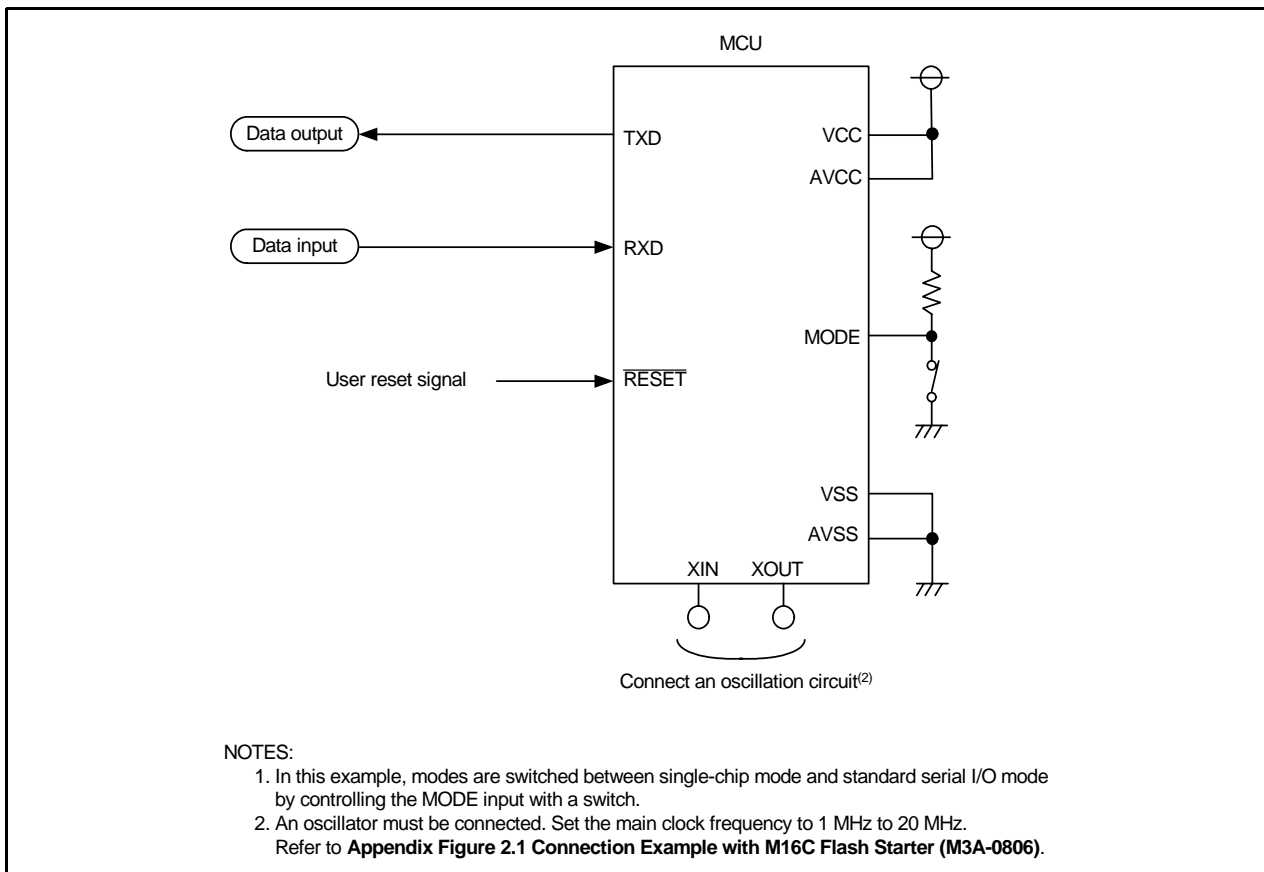 MCU
Data output
TXD
VCC
AVCC
Data input
RXD
MODE
User reset signal
RESET
VSS
AVSS
XIN XOUT
Connect an oscillation circuit(2)
NOTES:
1. In this example, modes are switched between single-chip mode and standard serial I/O mode
by controlling the MODE input with a switch.
2. An oscillator must be connected. Set the main clock frequency to 1 MHz to 20 MHz.
Refer to Appendix Figure 2.1 Connection Example with M16C Flash Starter (M3A-0806).